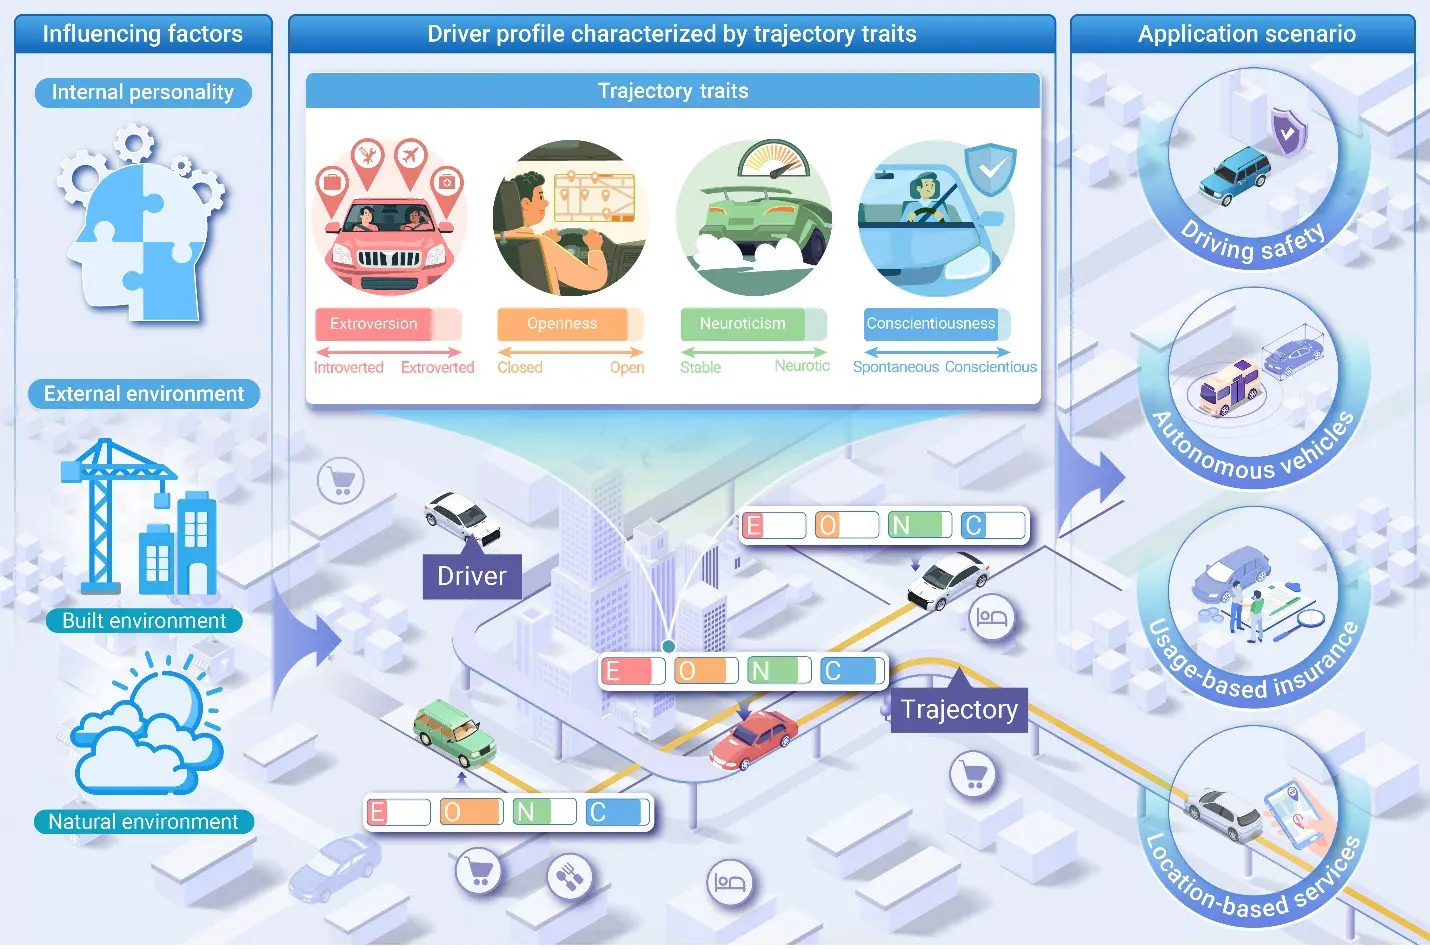 Influencing factors
Internal personality
External environment
Built environment
Natural environment
Driver profile characterized by trajectory traits
Trajectory traits
Extroversion
Introverted Extroverted
Openness
Closed Open
Neuroticism
Stable Neurotic
Conscientiousness
Spontaneous Conscientious
Driver
E O N C
E O N C
Trajectory
E O N C
Application scenario
Driving safety
Autonomous vehicles
Usage-based insurance
Location-based services